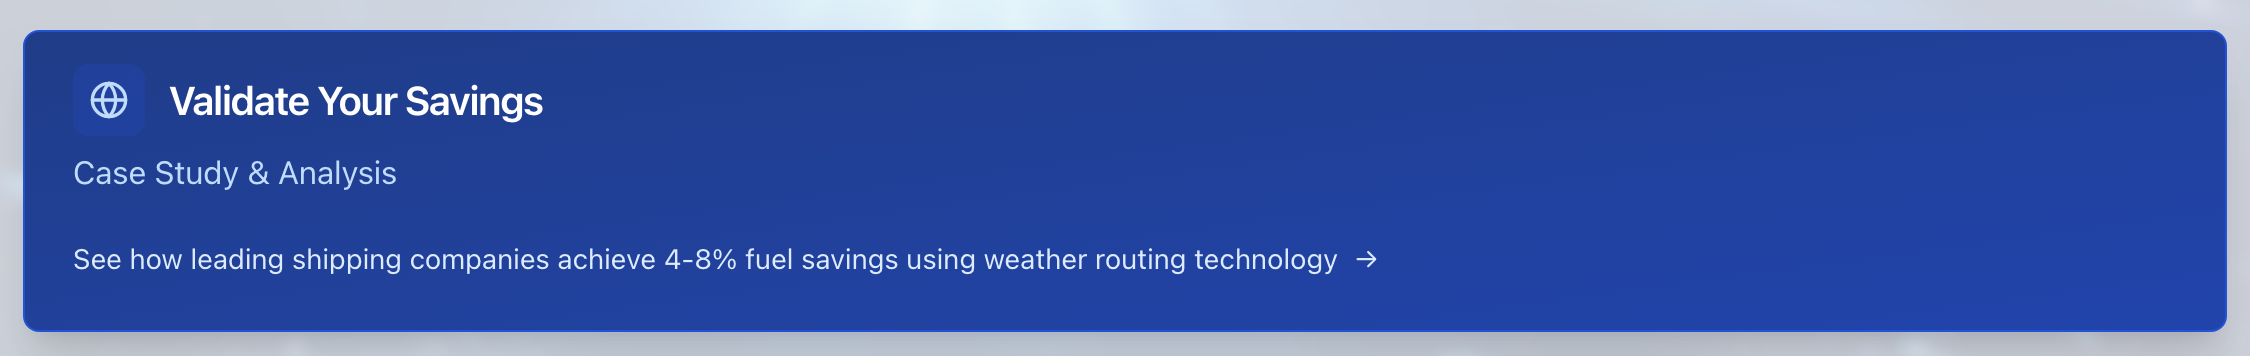 Validate Your Savings
Case Study & Analysis
See how leading shipping companies achieve 4-8% fuel savings using weather routing technology →